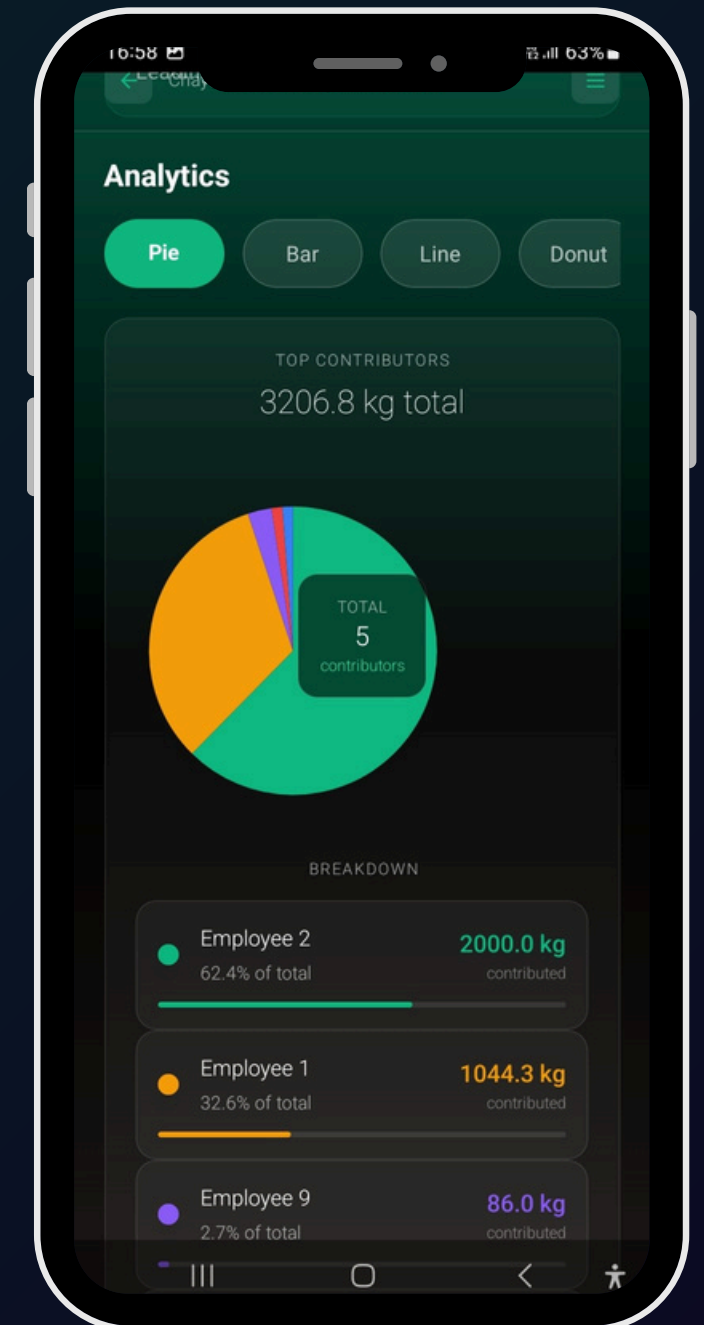 16:58 63%
Analytics
Pie Bar Line Donut
TOP CONTRIBUTORS
3206.8 kg total
TOTAL
5
contributors
BREAKDOWN
Employee 2 2000.0 kg
62.4% of total contributed
Employee 1 1044.3 kg
32.6% of total contributed
Employee 9 86.0 kg
2.7% of total contributed